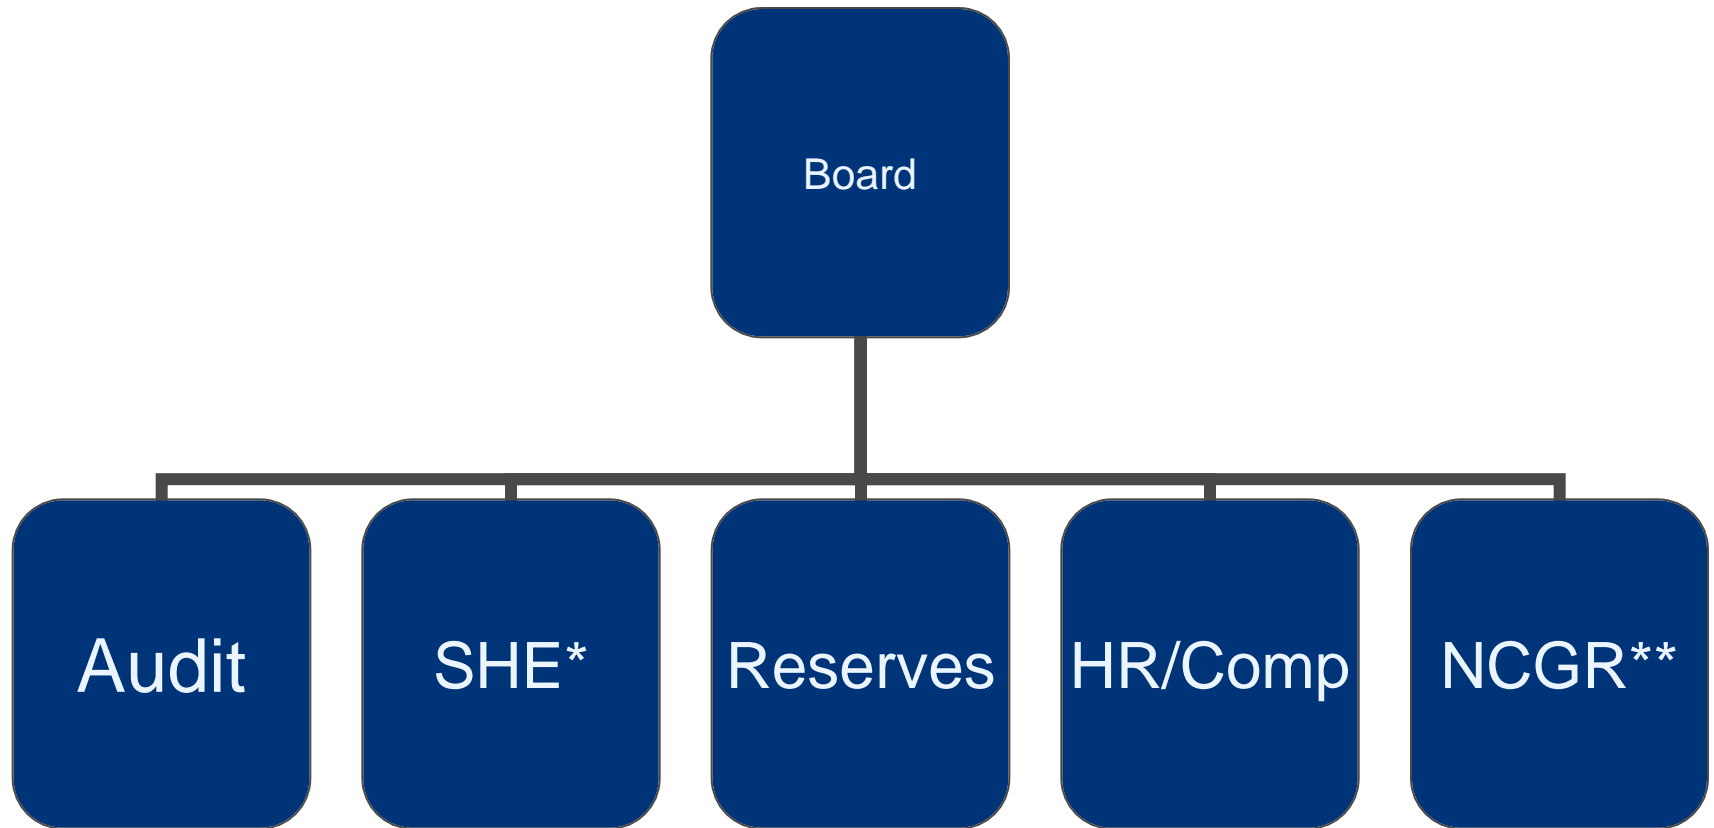 Board
Audit
SHE*
Reserves
HR/Comp
NCGR**